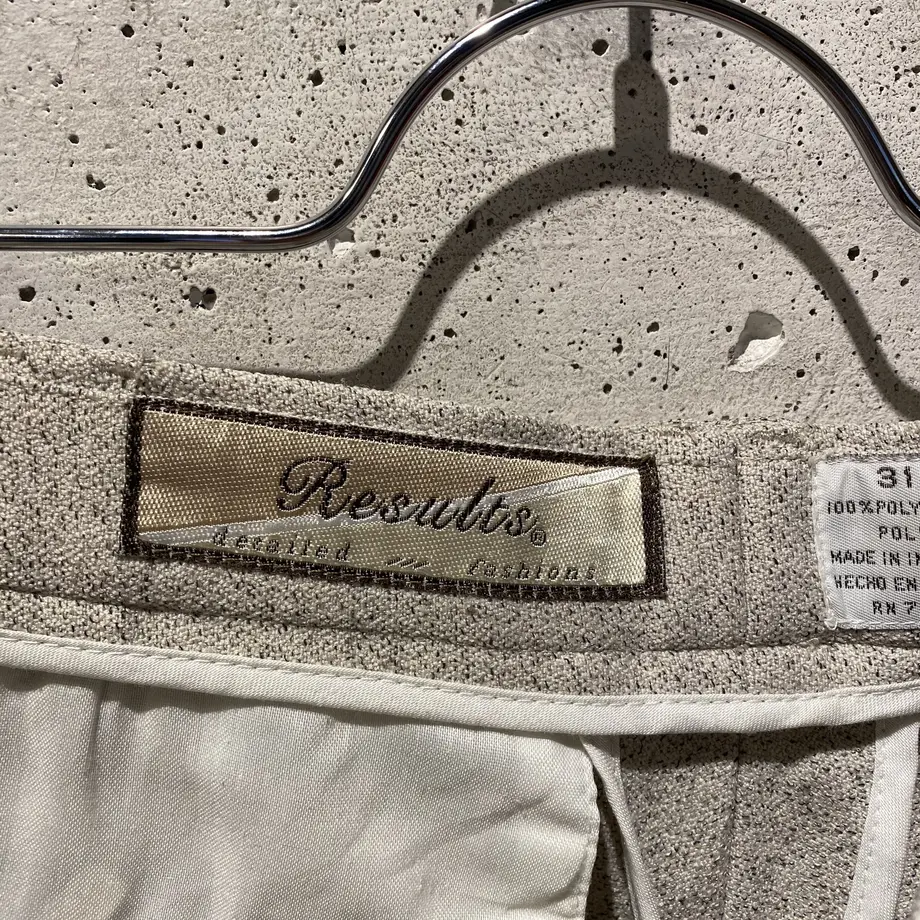 Results®
detailed /// fashions
31
100%POLY
POL
MADE IN I
HECHO EN
RN 7